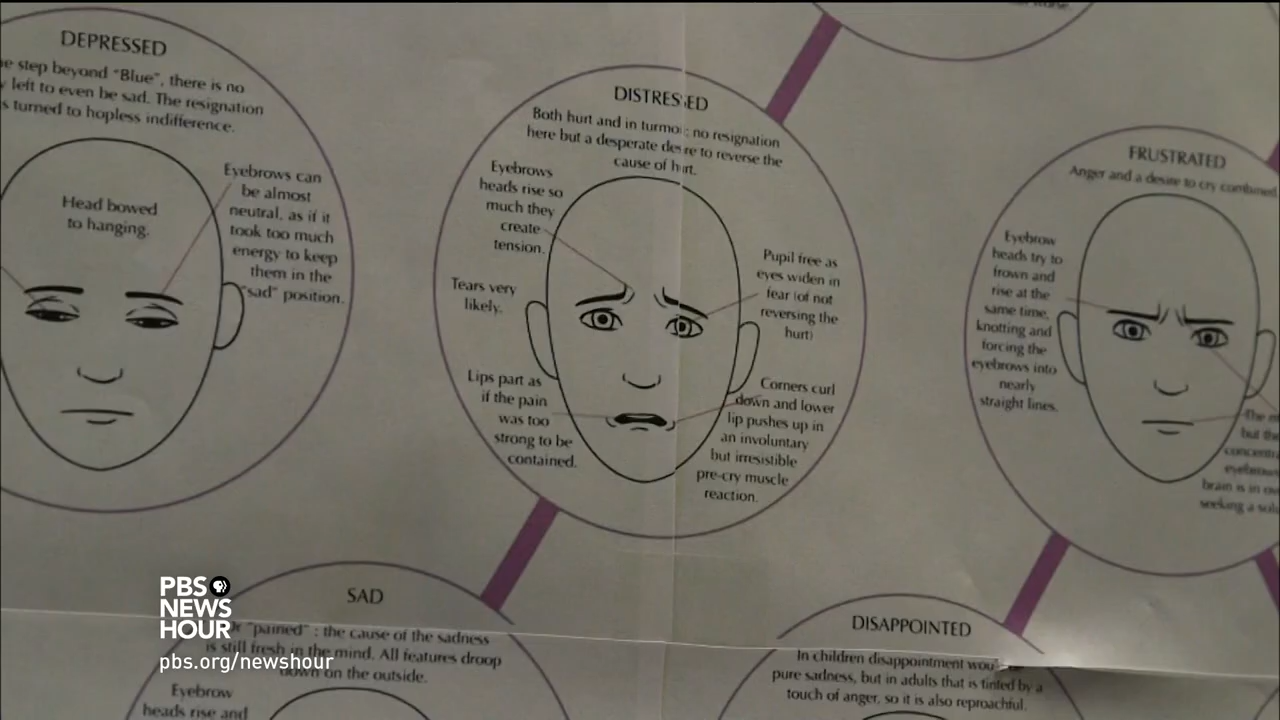 DEPRESSED
step beyond "Blue", there is no
left to even be sad. The resignation
turned to hopless indifference.
Head bowed
to hanging.
Eyebrows can
be almost
neutral, as if it
took too much
energy to keep
them in the
"sad" position.
DISTRESSED
Both hurt and in turmoil: no resignation
here but a desperate desire to reverse the
cause of hurt.
Eyebrows
heads rise so
much they
create
tension.
Tears very
likely.
Lips part as
if the pain
was too
strong to be
contained.
Pupil free as
eyes widen in
fear (of not
reversing the
hurt)
Corners curl
down and lower
lip pushes up in
an involuntary
but irresistible
pre-cry muscle
reaction.
FRUSTRATED
Anger and a desire to cry combined
Eyebrow
heads try to
frown and
rise at the
same time,
knotting and
forcing the
eyebrows into
nearly
straight lines.
The
but
brain is in
seeking a
SAD
Or "pained" : the cause of the sadness
is still fresh in the mind. All features droop
down on the outside.
Eyebrow
heads rise and
DISAPPOINTED
In children disappointment
pure sadness, but in adults that is tinted by a
touch of anger, so it is also reproachful.
PBS
NEWS
HOUR
pbs.org/newshour